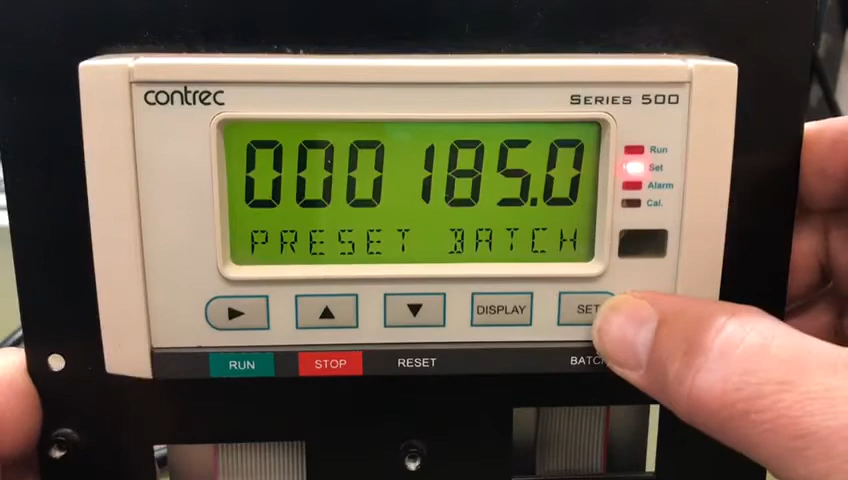 contrec
SERIES 500
000185.0
PRESET BATCH
Run
Set
Alarm
Cal.
DISPLAY
SET
RUN
STOP
RESET
BATCH